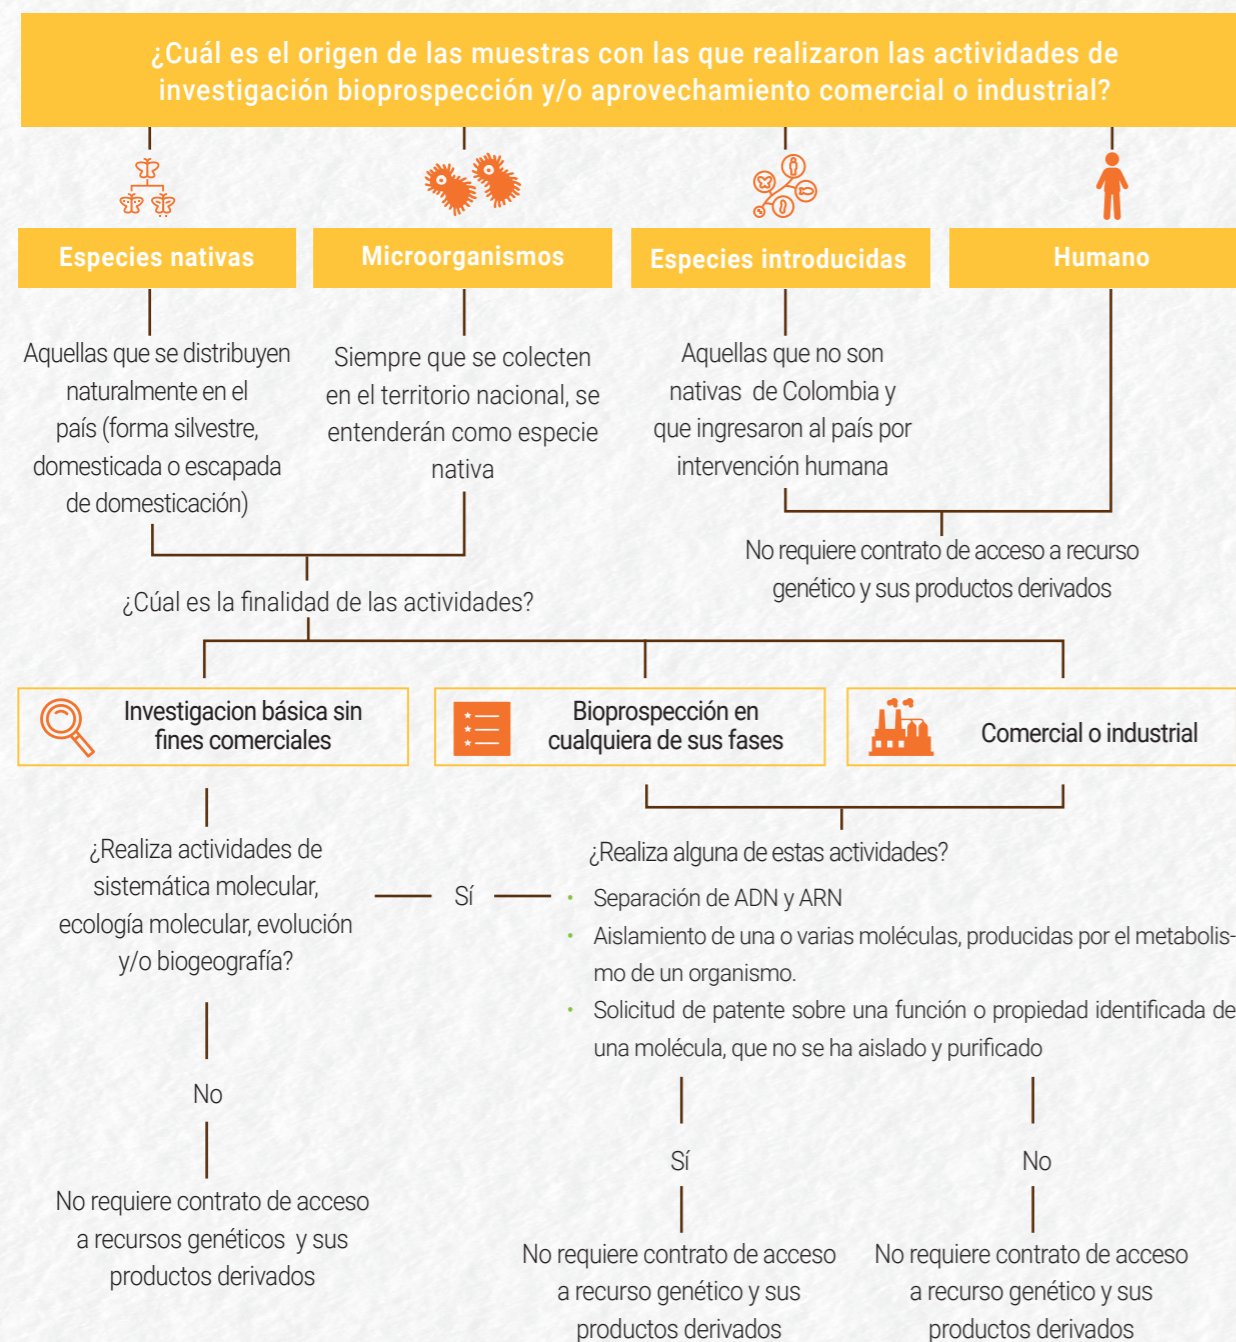 ¿Cuál es el origen de las muestras con las que realizaron las actividades de
investigación bioprospección y/o aprovechamiento comercial o industrial?
Especies nativas
Microorganismos
Especies introducidas
Humano
Aquellas que se distribuyen
naturalmente en el
país (forma silvestre,
domesticada o escapada
de domesticación)
Siempre que se colecten
en el territorio nacional, se
entenderán como especie
nativa
Aquellas que no son
nativas de Colombia y
que ingresaron al país por
intervención humana
No requiere contrato de acceso a recurso
genético y sus productos derivados
¿Cúal es la finalidad de las actividades?
Investigacion básica sin
fines comerciales
Bioprospección en
cualquiera de sus fases
Comercial o industrial
¿Realiza actividades de
sistemática molecular,
ecología molecular, evolución
y/o biogeografía?
Sí
¿Realiza alguna de estas actividades?
• Separación de ADN y ARN
• Aislamiento de una o varias moléculas, producidas por el metabolis-
mo de un organismo.
• Solicitud de patente sobre una función o propiedad identificada de
una molécula, que no se ha aislado y purificado
No
No requiere contrato de acceso
a recursos genéticos y sus
productos derivados
Sí
No requiere contrato de acceso
a recurso genético y sus
productos derivados
No
No requiere contrato de acceso
a recurso genético y sus
productos derivados